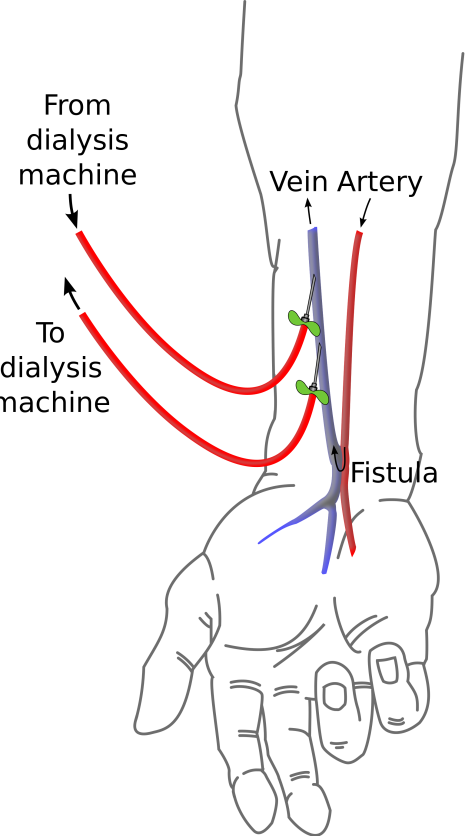 From
dialysis
machine
Vein Artery
To
dialysis
machine
Fistula